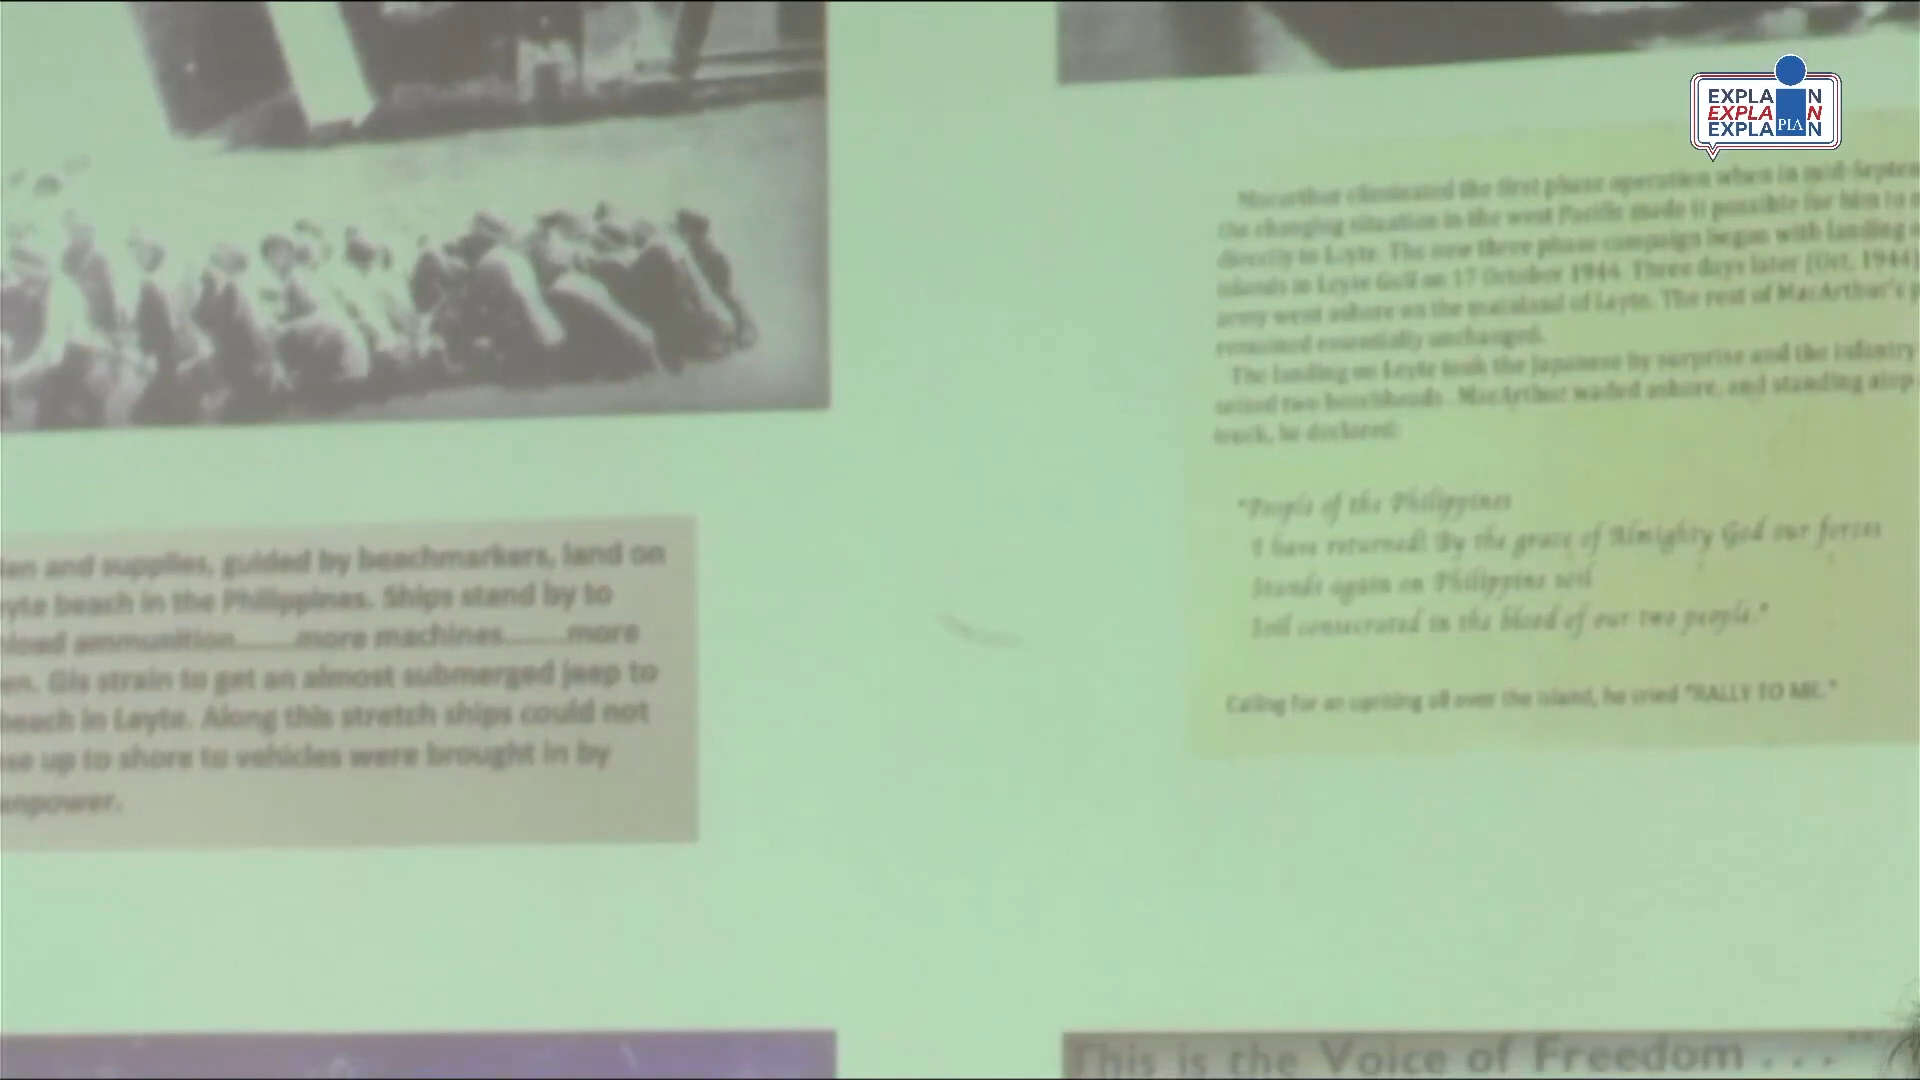 EXPLAIN
EXPLAIN
EXPLAIN
PIA
and supplies, guided by beachmarkers, land on
beach in the Philippines. Ships stand by to
ammunition.......more machines.......more
GIs strain to get an almost submerged jeep to
in Leyte. Along this stretch ships could not
up to shore to vehicles were brought in by
Macarthur eliminated the first phase operation when in mid-
the changing situation in the west Pacific made it possible for him to
directly to Leyte. The new three phase campaign began with landing
islands in Leyte Gulf on 17 October 1944. Three days later (Oct, 1944)
army went ashore on the mainland of Leyte. The rest of MacArthur's
remained essentially unchanged.
The landing on Leyte took the Japanese by surprise and the infantry
seized two beachheads. MacArthur waded ashore, and standing atop
truck, he declared:
"People of the Philippines
I have returned! By the grace of Almighty God our forces
Stands again on Philippine soil
Soil consecrated in the blood of our two people."
Calling for an uprising all over the island, he cried "RALLY TO ME."
This is the Voice of Freedom . . ."